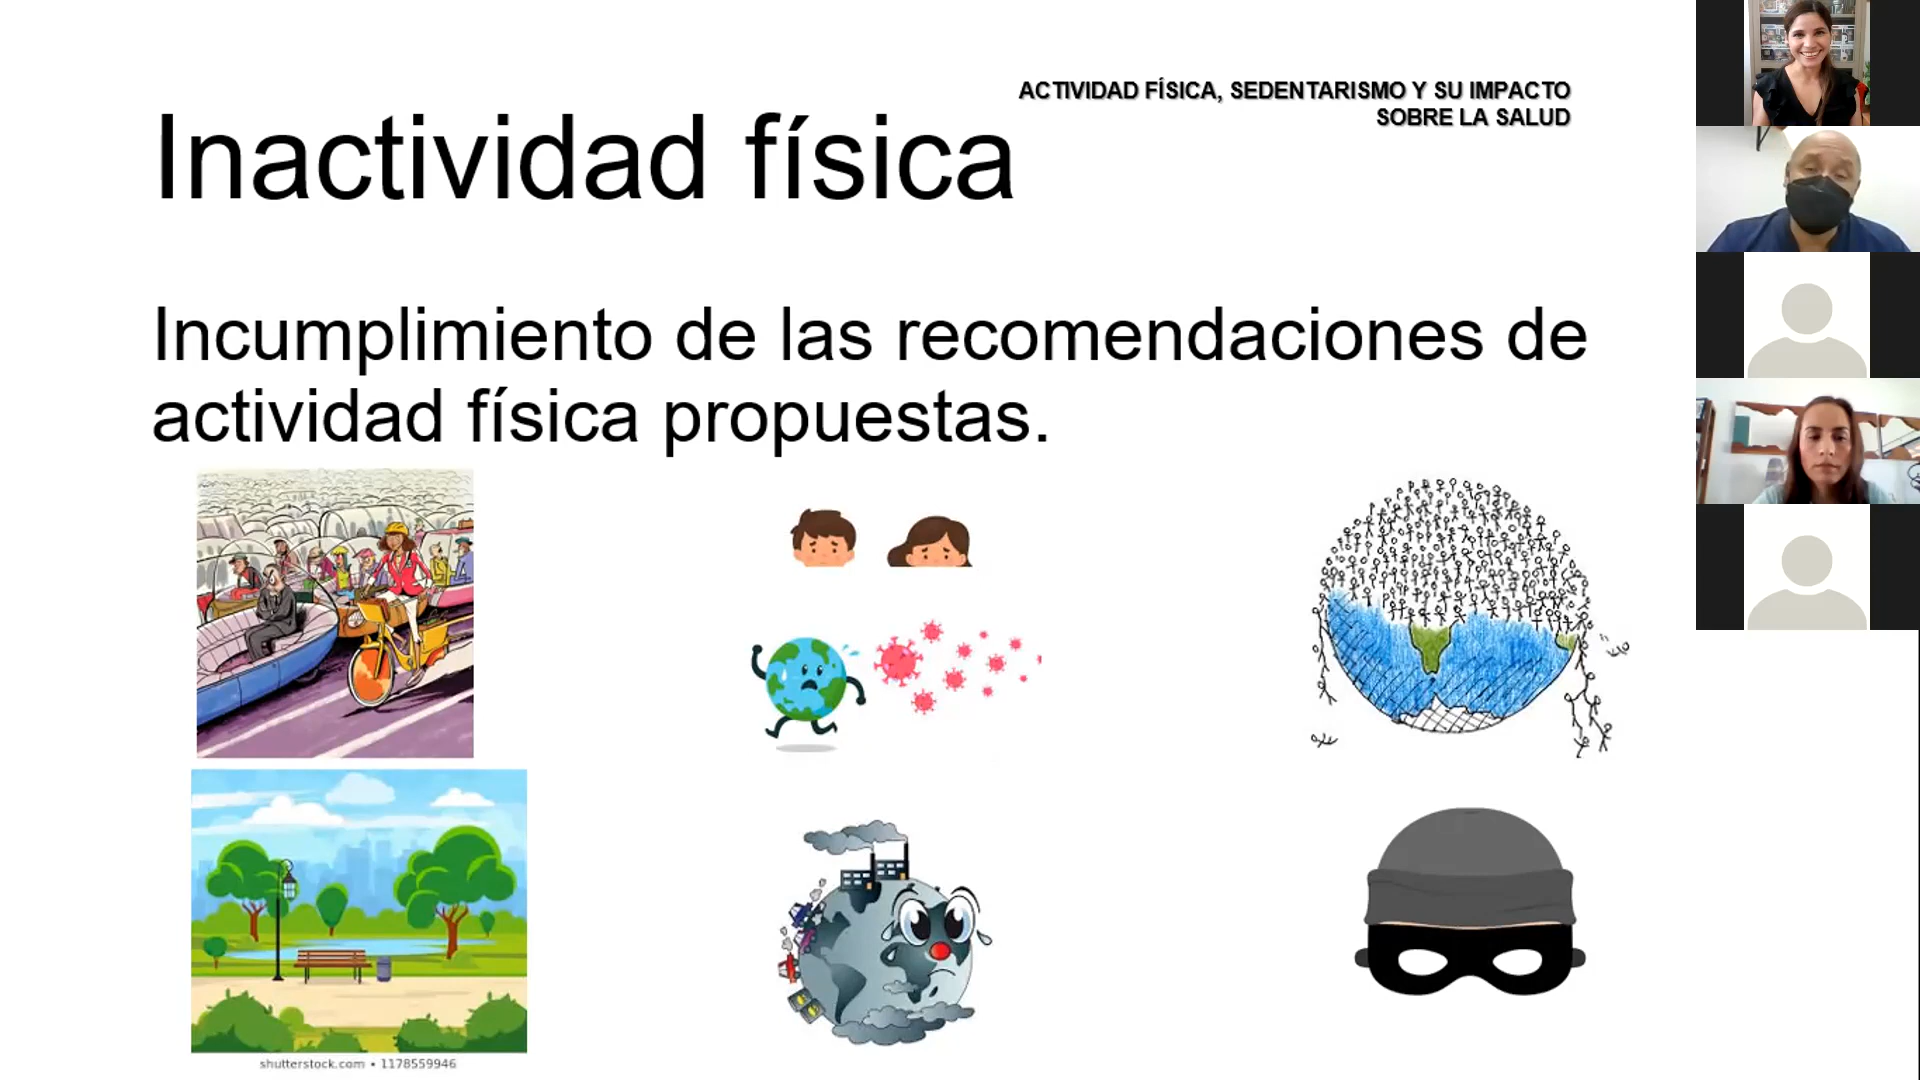 ACTIVIDAD FÍSICA, SEDENTARISMO Y SU IMPACTO
SOBRE LA SALUD
Inactividad física
Incumplimiento de las recomendaciones de
actividad física propuestas.
shutterstock.com • 1178559946